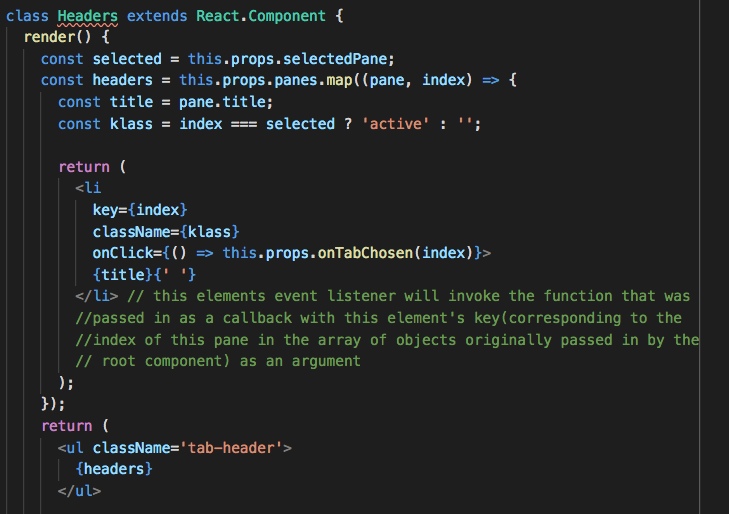 class Headers extends React.Component {
  render() {
    const selected = this.props.selectedPane;
    const headers = this.props.panes.map((pane, index) => {
      const title = pane.title;
      const klass = index === selected ? 'active' : '';

      return (
        <li
          key={index}
          className={klass}
          onClick={() => this.props.onTabChosen(index)}>
          {title}{' '}
        </li> // this elements event listener will invoke the function that was
        //passed in as a callback with this element's key(corresponding to the
        //index of this pane in the array of objects originally passed in by the
        // root component) as an argument
      );
    });
    return (
      <ul className='tab-header'>
        {headers}
      </ul>